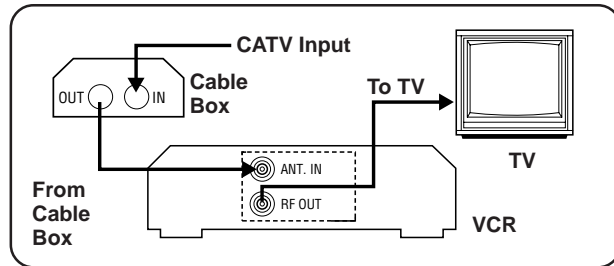 CATV Input
Cable
Box
OUT
IN
To TV
TV
ANT. IN
RF OUT
From
Cable
Box
VCR